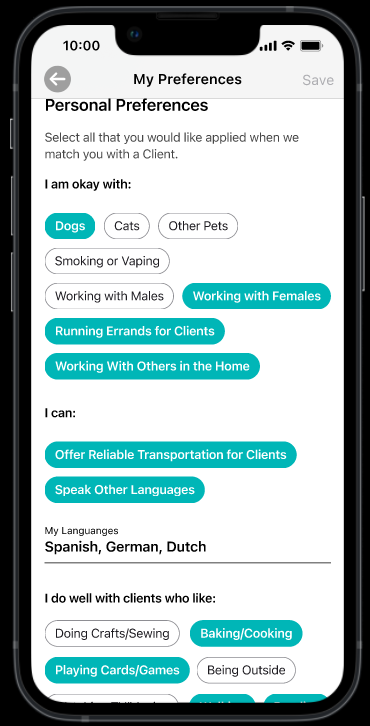 10:00
My Preferences Save
Personal Preferences
Select all that you would like applied when we
match you with a Client.
I am okay with:
Dogs Cats Other Pets
Smoking or Vaping
Working with Males Working with Females
Running Errands for Clients
Working With Others in the Home
I can:
Offer Reliable Transportation for Clients
Speak Other Languages
My Languanges
Spanish, German, Dutch
I do well with clients who like:
Doing Crafts/Sewing Baking/Cooking
Playing Cards/Games Being Outside